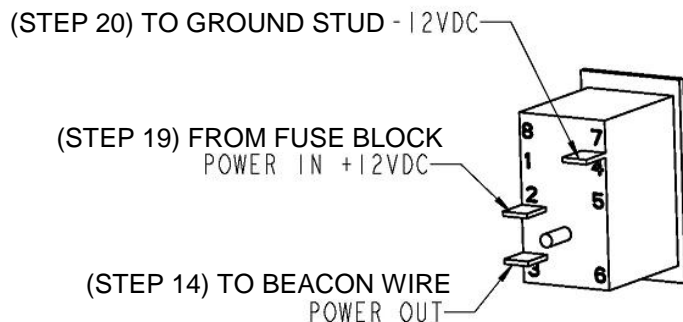 (STEP 20) TO GROUND STUD -12VDC
8 7
(STEP 19) FROM FUSE BLOCK
1 4
POWER IN +12VDC
2 5
(STEP 14) TO BEACON WIRE
3 6
POWER OUT